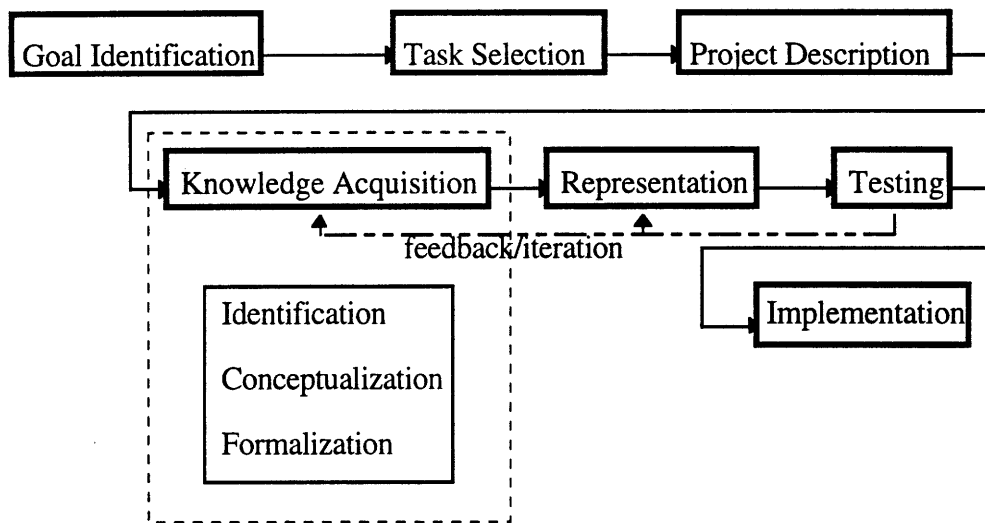 Goal Identification
Task Selection
Project Description
Knowledge Acquisition
Representation
Testing
feedback/iteration
Implementation
Identification
Conceptualization
Formalization